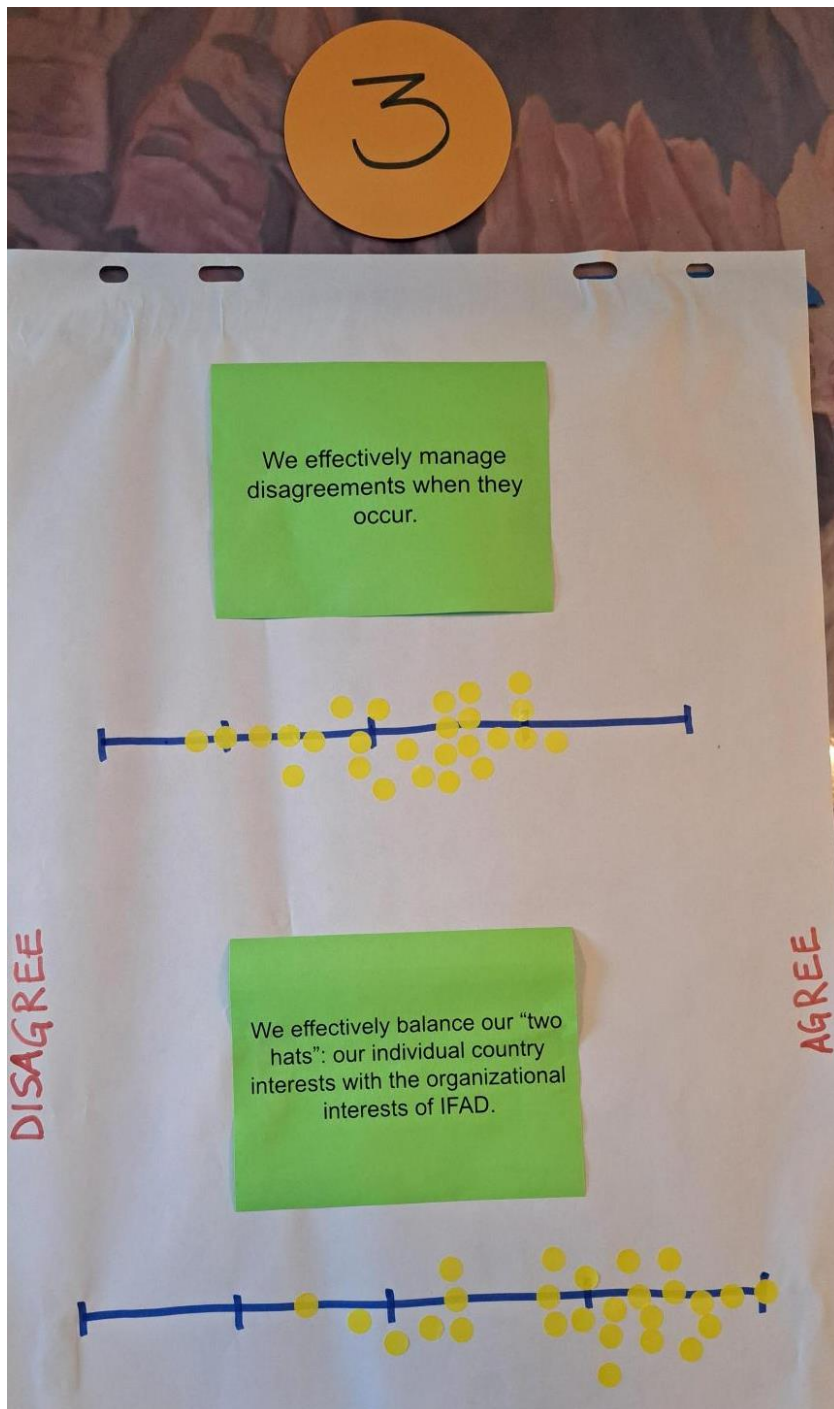 3
We effectively manage
disagreements when they
occur.
DISAGREE
AGREE
We effectively balance our “two
hats”: our individual country
interests with the organizational
interests of IFAD.